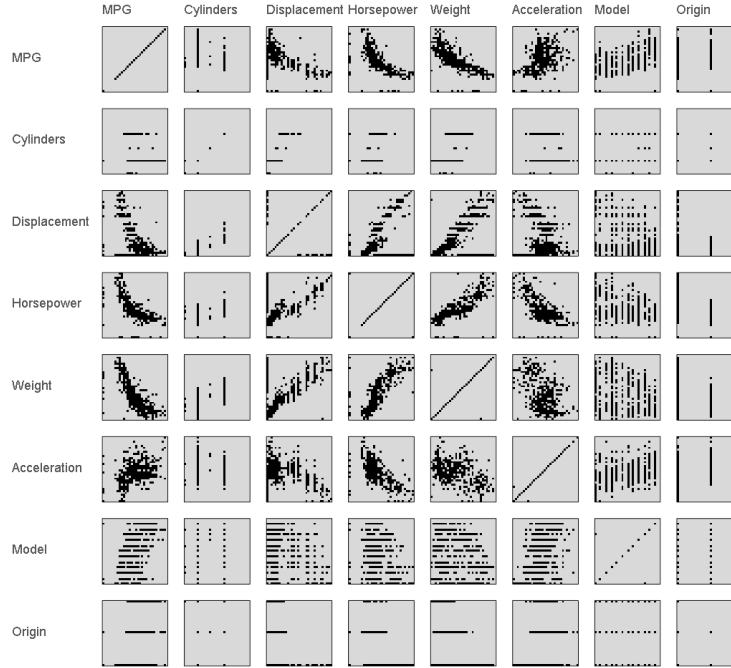 MPG Cylinders Displacement Horsepower Weight Acceleration Model Origin
MPG
Cylinders
Displacement
Horsepower
Weight
Acceleration
Model
Origin